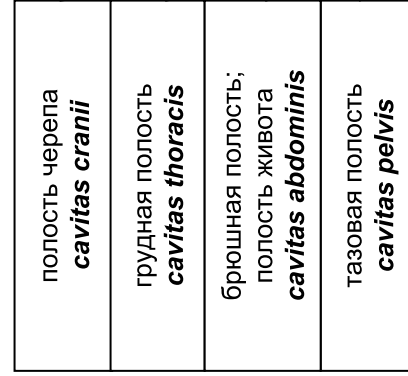 полость черепа
cavitas cranii
грудная полость
cavitas thoracis
брюшная полость;
полость живота
cavitas abdominis
тазовая полость
cavitas pelvis